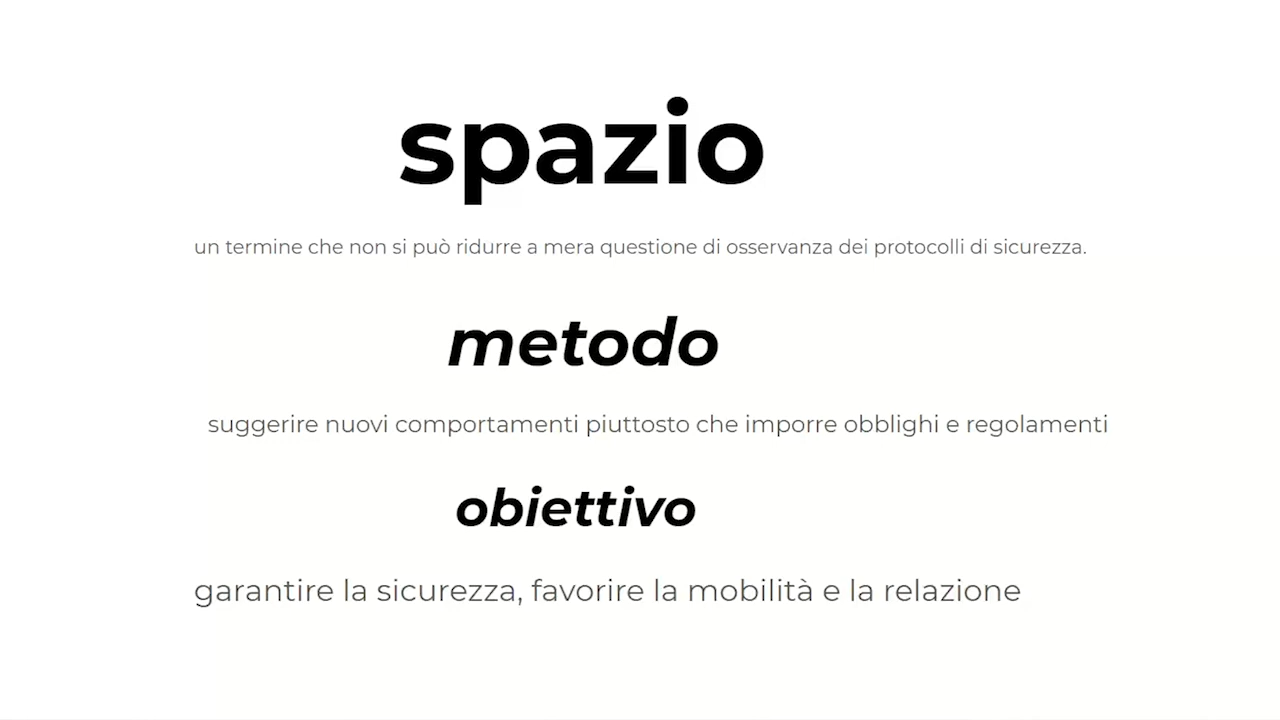 spazio
un termine che non si può ridurre a mera questione di osservanza dei protocolli di sicurezza.
metodo
suggerire nuovi comportamenti piuttosto che imporre obblighi e regolamenti
obiettivo
garantire la sicurezza, favorire la mobilità e la relazione